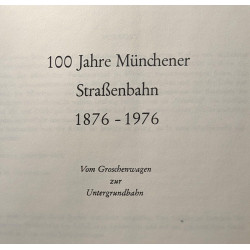 100 Jahre Münchener
Straßenbahn
1876 – 1976
Vom Groschenwagen
zur
Untergrundbahn